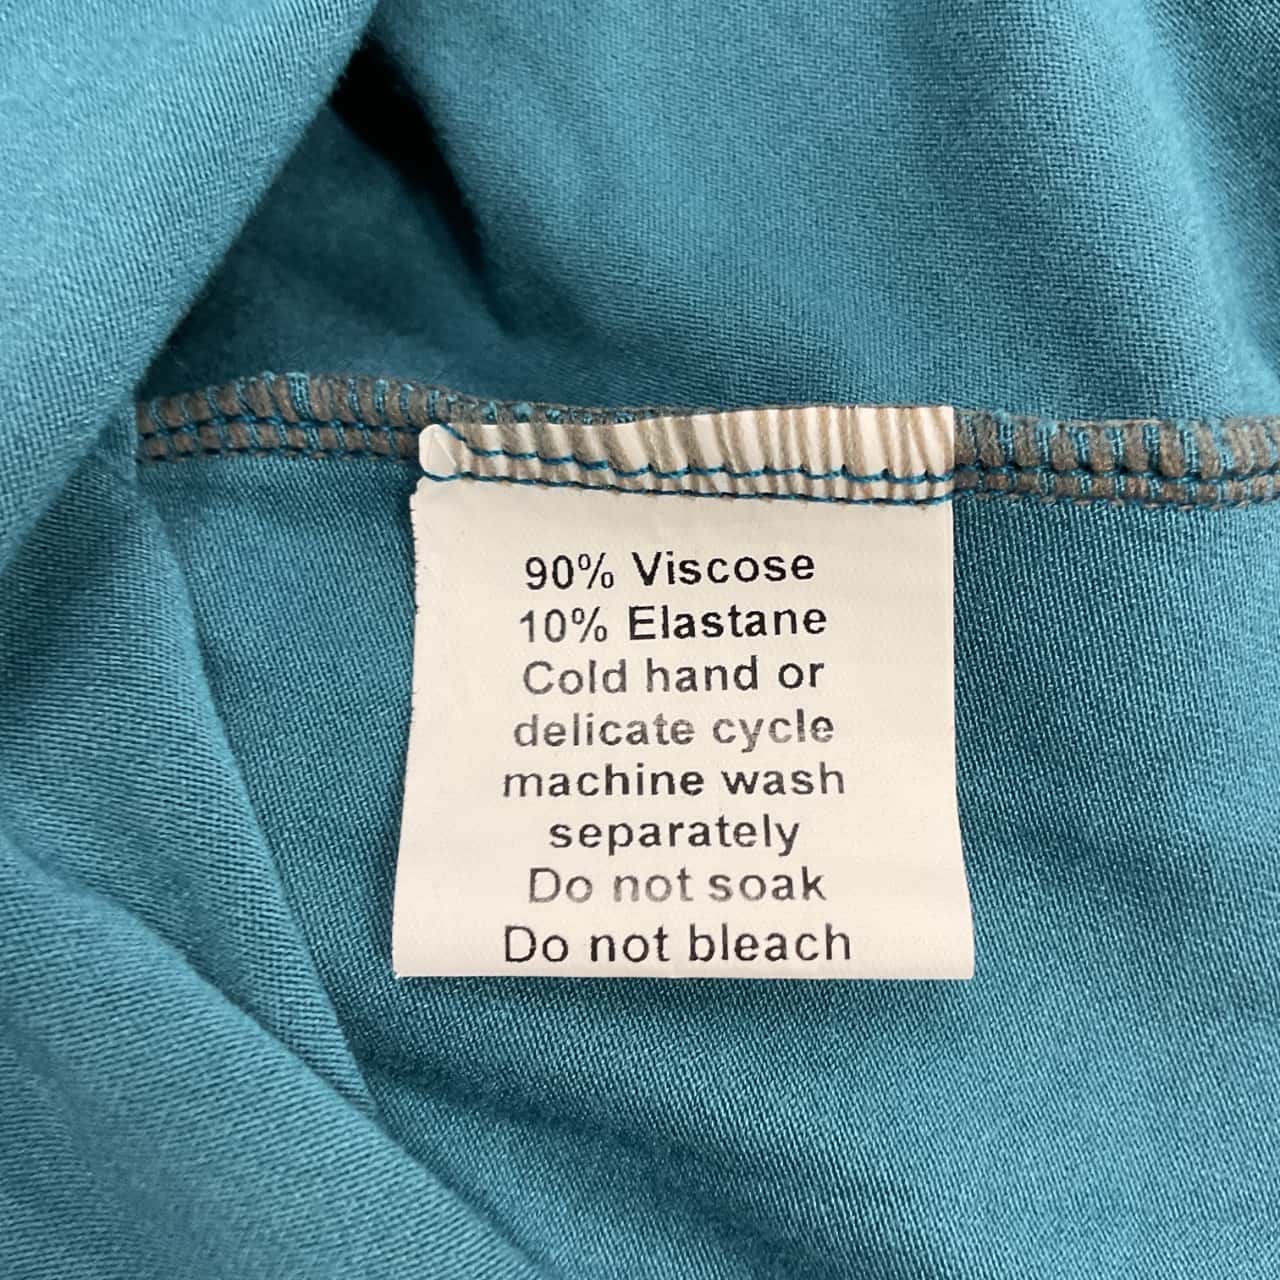 90% Viscose
10% Elastane
Cold hand or
delicate cycle
machine wash
separately
Do not soak
Do not bleach